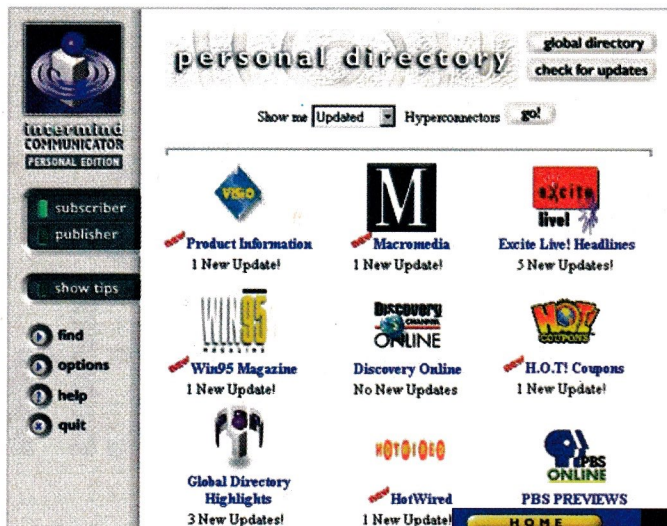 intermind
COMMUNICATOR
PERSONAL EDITION
subscriber
publisher
show tips
find
options
help
quit
personal directory
global directory
check for updates
Show me Updated Hyperconnectors go!
VISIO
new Product Information
1 New Update!
M
new Macromedia
1 New Update!
excite
live!
Excite Live! Headlines
5 New Updates!
WIN95
MAGAZINE
new Win95 Magazine
1 New Update!
DISCOVERY
CHANNEL
ONLINE
Discovery Online
No New Updates
HOT
COUPONS
new H.O.T! Coupons
1 New Update!
Global Directory
Highlights
3 New Updates!
HOTWIRED
new HotWired
1 New Update!
PBS
ONLINE
PBS PREVIEWS
HOME